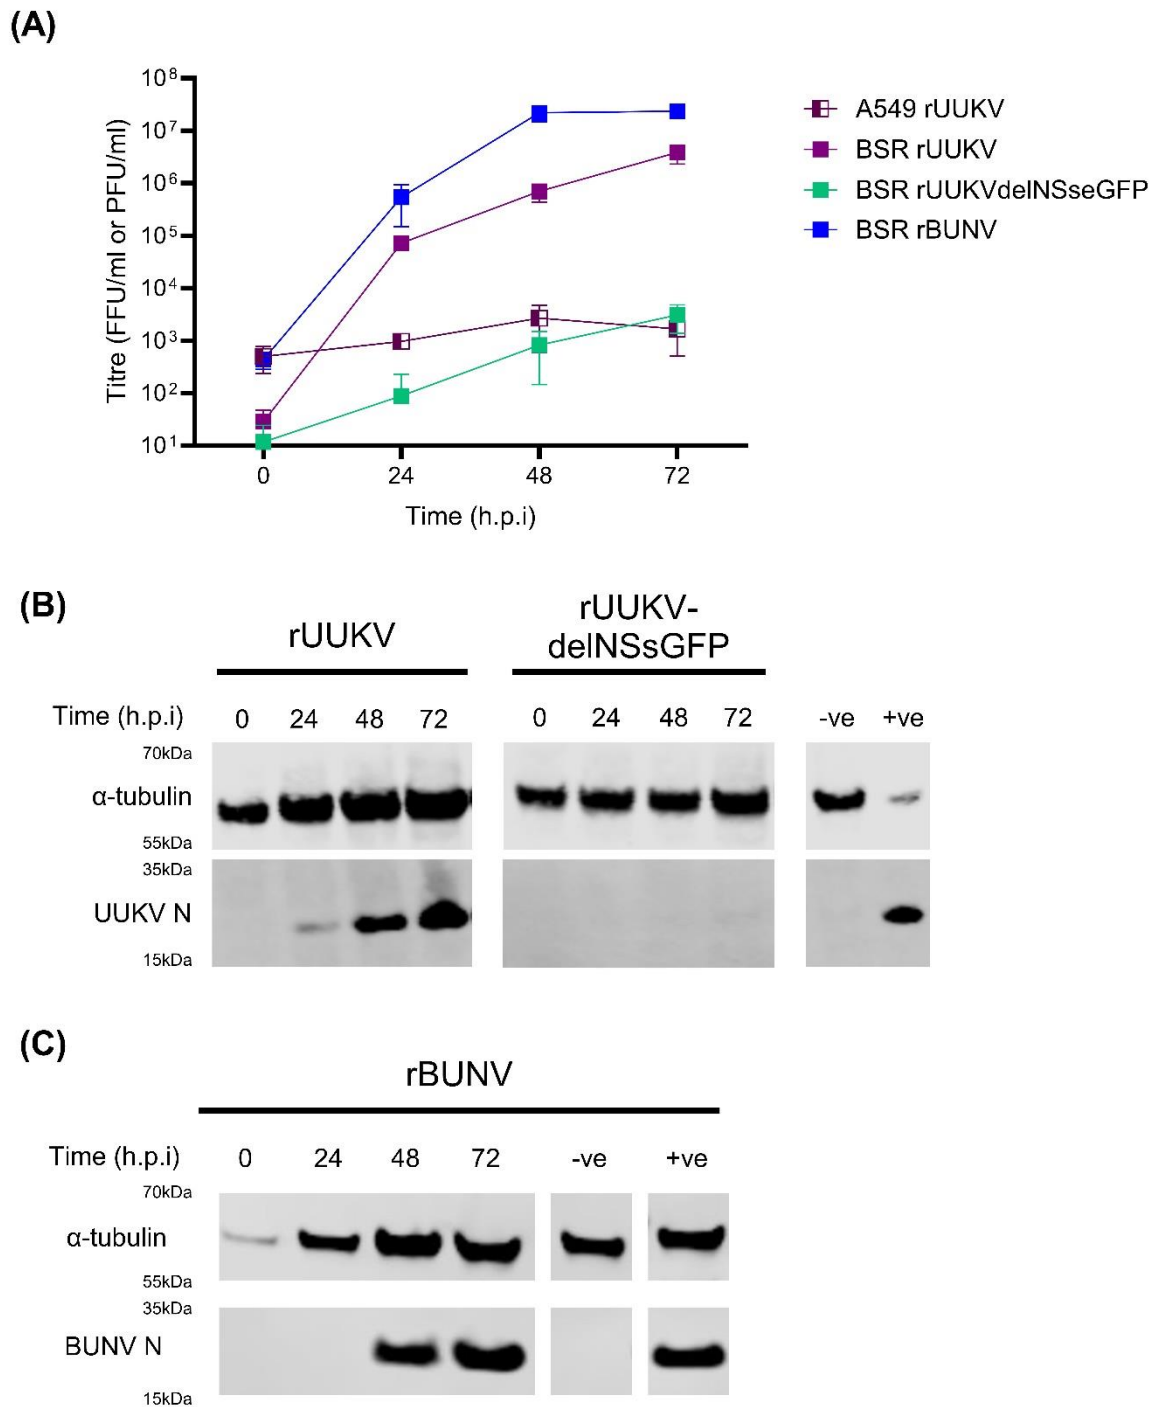 (A)
10⁸
10⁷
10⁶
10⁵
10⁴
10³
10²
10¹
Titre (FFU/ml or PFU/ml)
0 24 48 72
Time (h.p.i)
A549 rUUKV
BSR rUUKV
BSR rUUKVdelNSseGFP
BSR rBUNV
(B)
rUUKV
rUUKV-
delNSsGFP
Time (h.p.i) 0 24 48 72 0 24 48 72 -ve +ve
70kDa
α-tubulin
55kDa
35kDa
UUKV N
15kDa
(C)
rBUNV
Time (h.p.i) 0 24 48 72 -ve +ve
70kDa
α-tubulin
55kDa
35kDa
BUNV N
15kDa